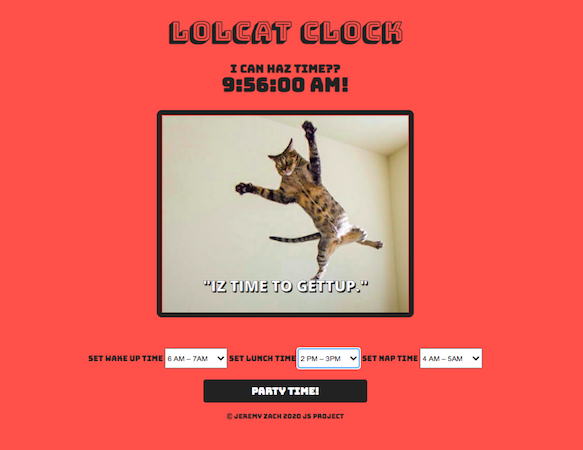 LOLCAT CLOCK
I CAN HAZ TIME??
9:56:00 AM!
"IZ TIME TO GETTUP."
SET WAKE UP TIME 6 AM – 7AM SET LUNCH TIME 2 PM – 3PM SET NAP TIME 4 AM – 5AM
PARTY TIME!
© JEREMY ZACH 2020 JS PROJECT